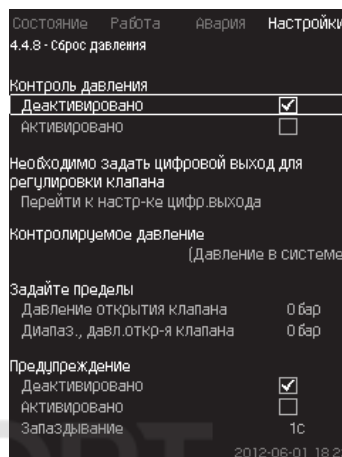 Состояние Работа Авария Настройки
4.4.8 - Сброс давления
Контроль давления
Деактивировано
Активировано
Необходимо задать цифровой выход для
регулировки клапана
Перейти к настр-ке цифр.выхода
Контролируемое давление
(Давление в системе
Задайте пределы
Давление открытия клапана 0 бар
Диапаз., давл.откр-я клапана 0 бар
Предупреждение
Деактивировано
Активировано
Запаздывание 1с
2012-06-01 18:2